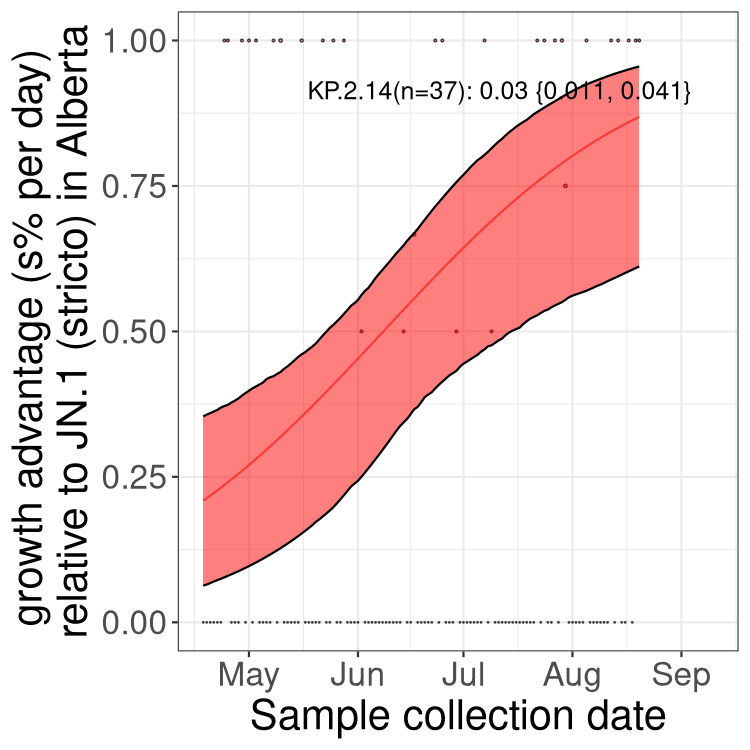 growth advantage (s% per day)
relative to JN.1 (stricto) in Alberta
1.00
0.75
0.50
0.25
0.00
KP.2.14(n=37): 0.03 {0.011, 0.041}
May Jun Jul Aug Sep
Sample collection date